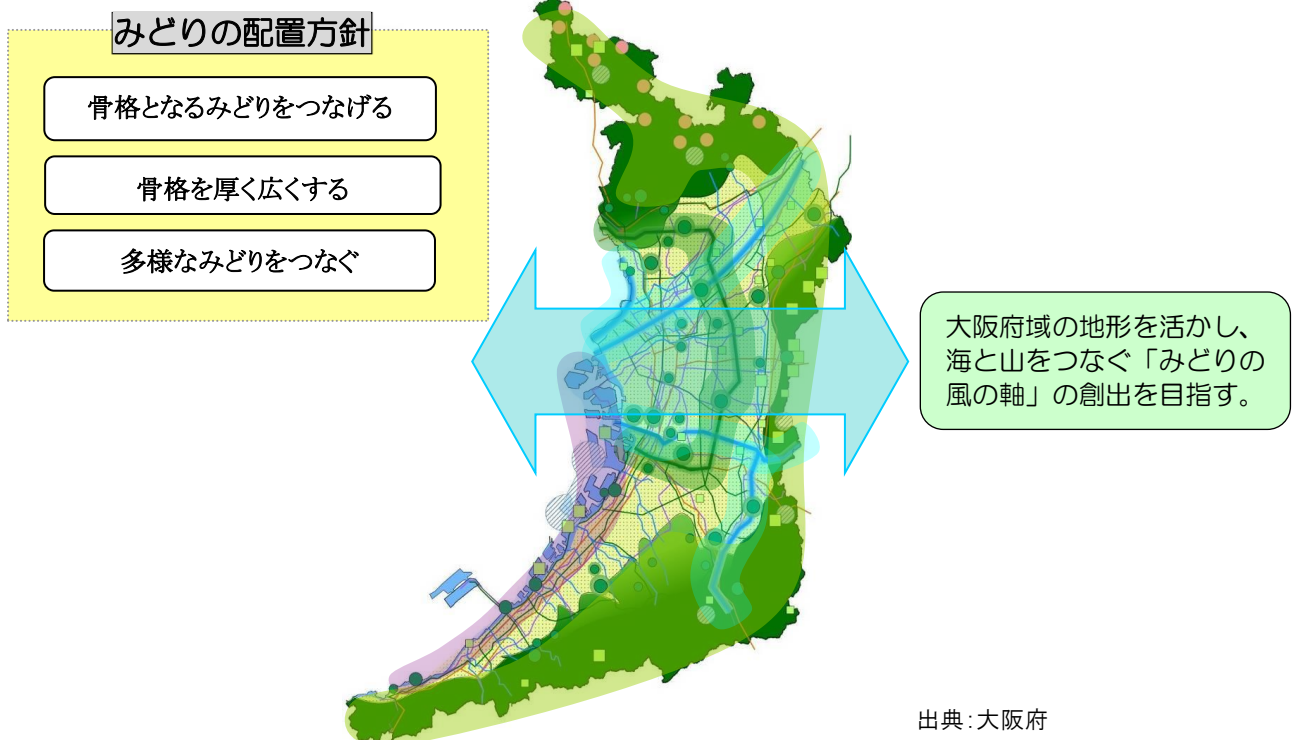 みどりの配置方針
骨格となるみどりをつなげる
骨格を厚く広くする
多様なみどりをつなぐ
大阪府域の地形を活かし、
海と山をつなぐ「みどりの
風の軸」の創出を目指す。
出典:大阪府